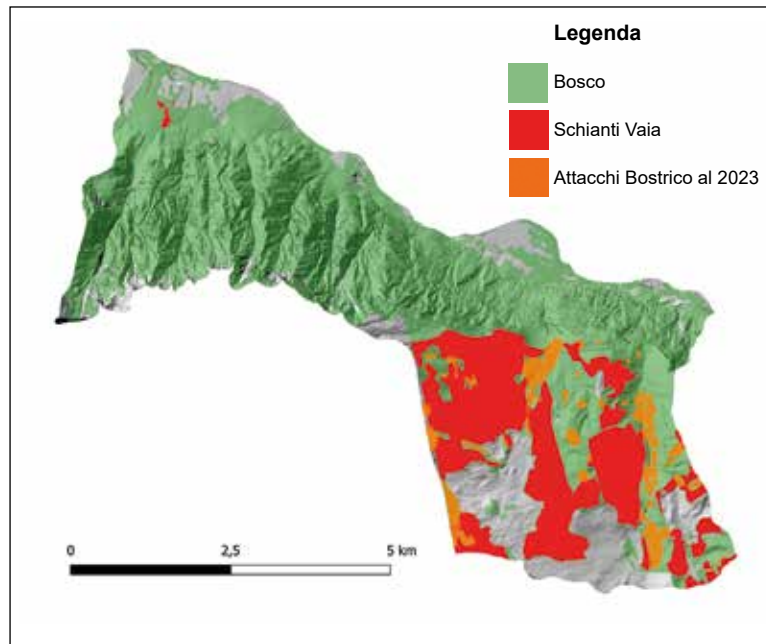 Legenda
Bosco
Schianti Vaia
Attacchi Bostrico al 2023
0 2,5 5 km